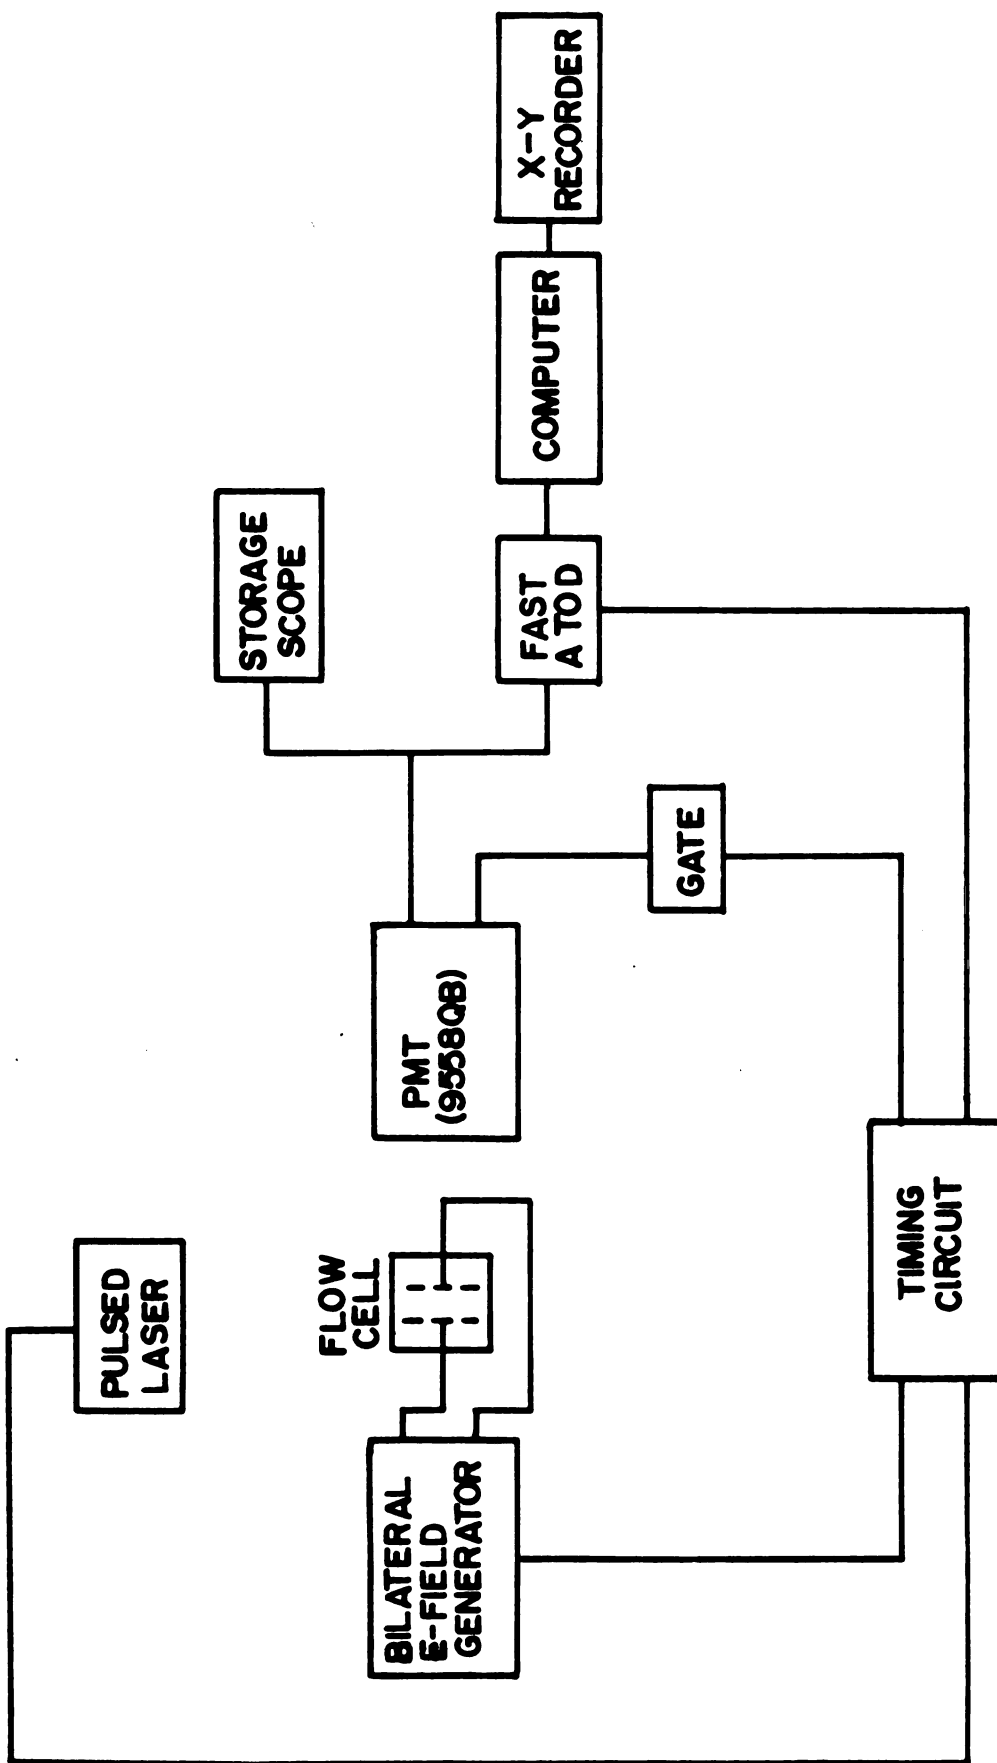 PULSED
LASER
STORAGE
SCOPE
FLOW
CELL
BILATERAL
E-FIELD
GENERATOR
PMT
(9558QB)
FAST
A TO D
COMPUTER
X-Y
RECORDER
GATE
TIMING
CIRCUIT